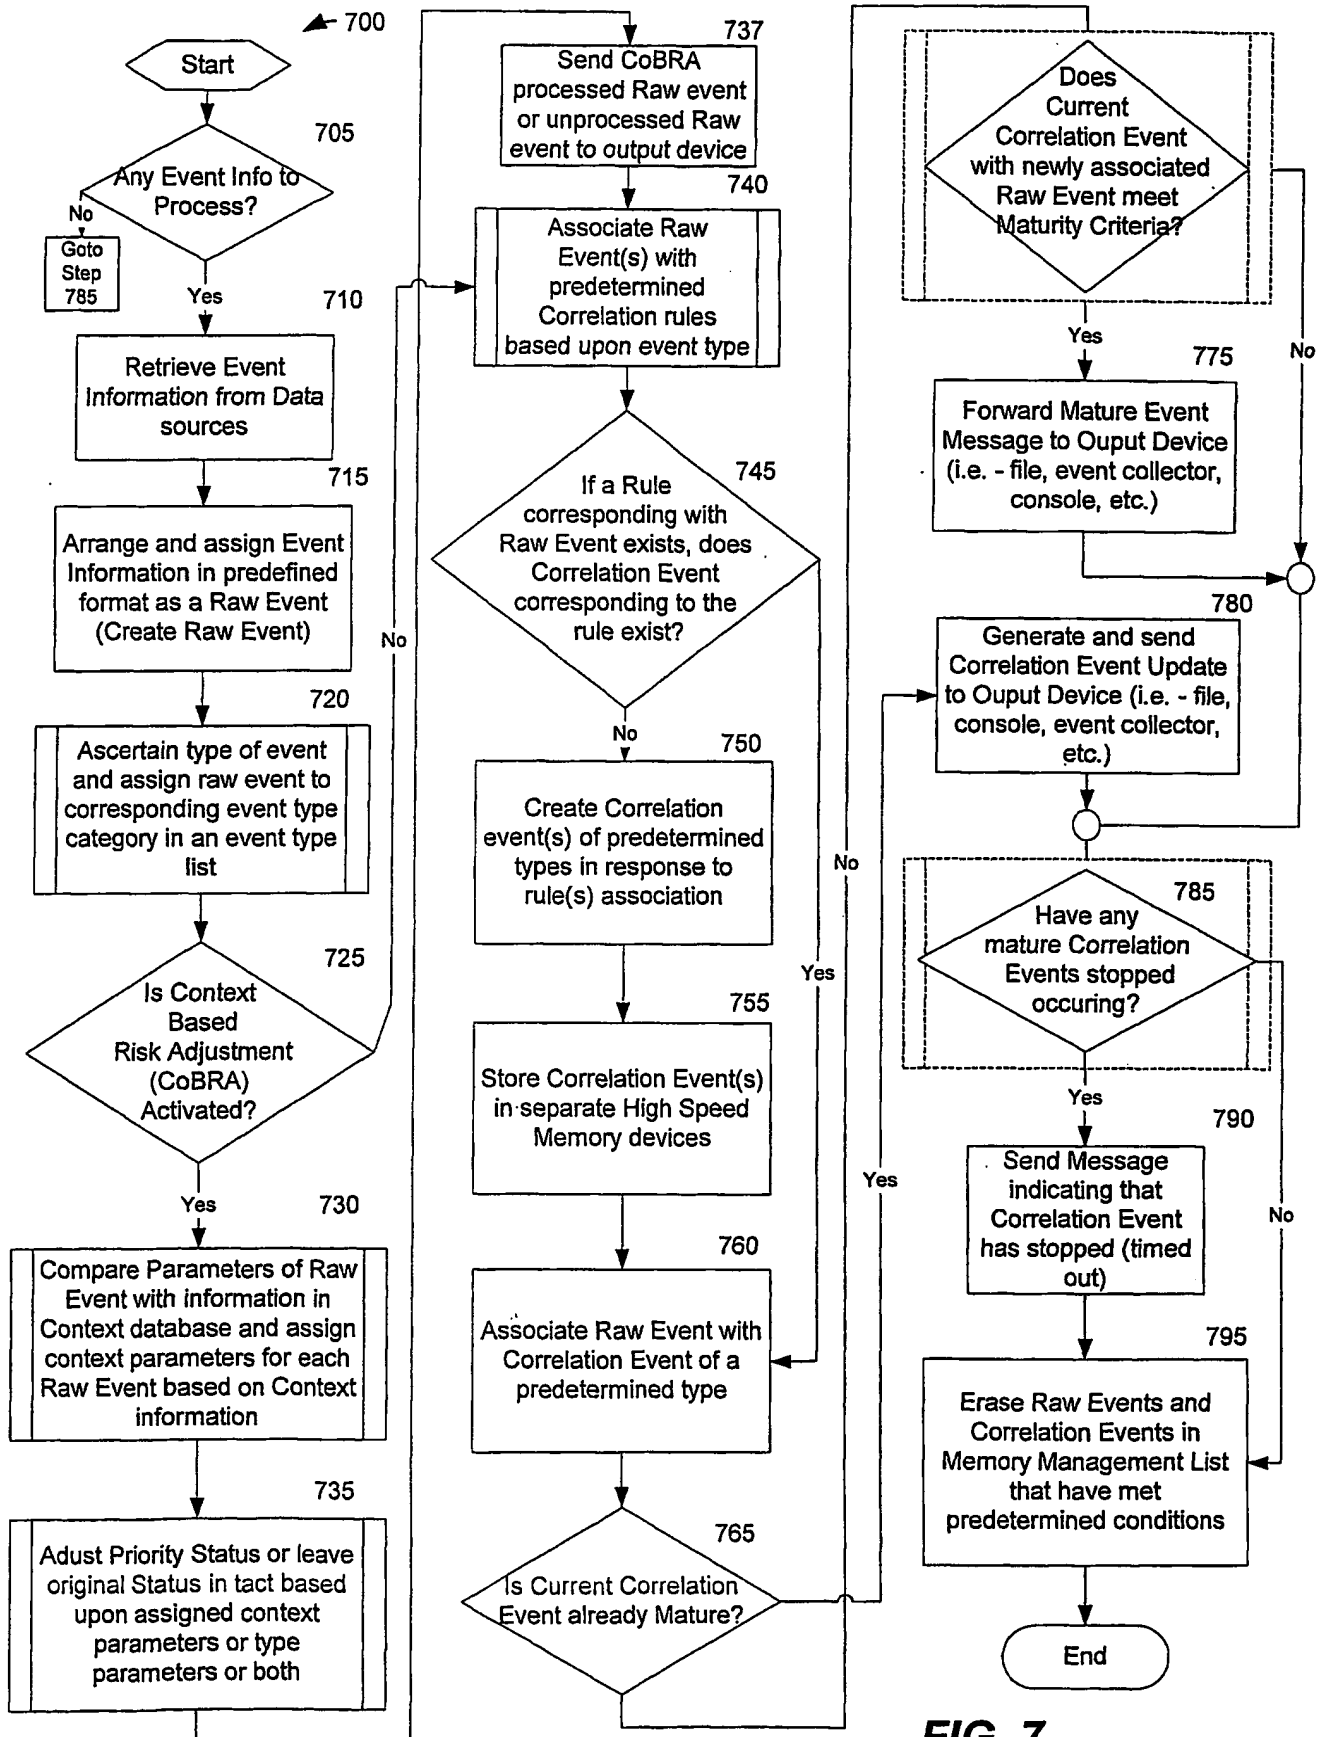 700
Start
705
Any Event Info to
Process?
No
Goto
Step
785
Yes
710
Retrieve Event
Information from Data
sources
715
Arrange and assign Event
Information in predefined
format as a Raw Event
(Create Raw Event)
720
Ascertain type of event
and assign raw event to
corresponding event type
category in an event type
list
725
Is Context
Based
Risk Adjustment
(CoBRA)
Activated?
No
Yes
730
Compare Parameters of Raw
Event with information in
Context database and assign
context parameters for each
Raw Event based on Context
information
735
Adust Priority Status or leave
original Status in tact based
upon assigned context
parameters or type
parameters or both
737
Send CoBRA
processed Raw event
or unprocessed Raw
event to output device
740
Associate Raw
Event(s) with
predetermined
Correlation rules
based upon event type
745
If a Rule
corresponding with
Raw Event exists, does
Correlation Event
corresponding to the
rule exist?
No
Yes
750
Create Correlation
event(s) of predetermined
types in response to
rule(s) association
755
Store Correlation Event(s)
in separate High Speed
Memory devices
760
Associate Raw Event with
Correlation Event of a
predetermined type
765
Is Current Correlation
Event already Mature?
No
Yes
Does
Current
Correlation Event
with newly associated
Raw Event meet
Maturity Criteria?
Yes
No
775
Forward Mature Event
Message to Ouput Device
(i.e. - file, event collector,
console, etc.)
780
Generate and send
Correlation Event Update
to Ouput Device (i.e. - file,
console, event collector,
etc.)
785
Have any
mature Correlation
Events stopped
occuring?
Yes
No
790
Send Message
indicating that
Correlation Event
has stopped (timed
out)
795
Erase Raw Events and
Correlation Events in
Memory Management List
that have met
predetermined conditions
End
FIG. 7